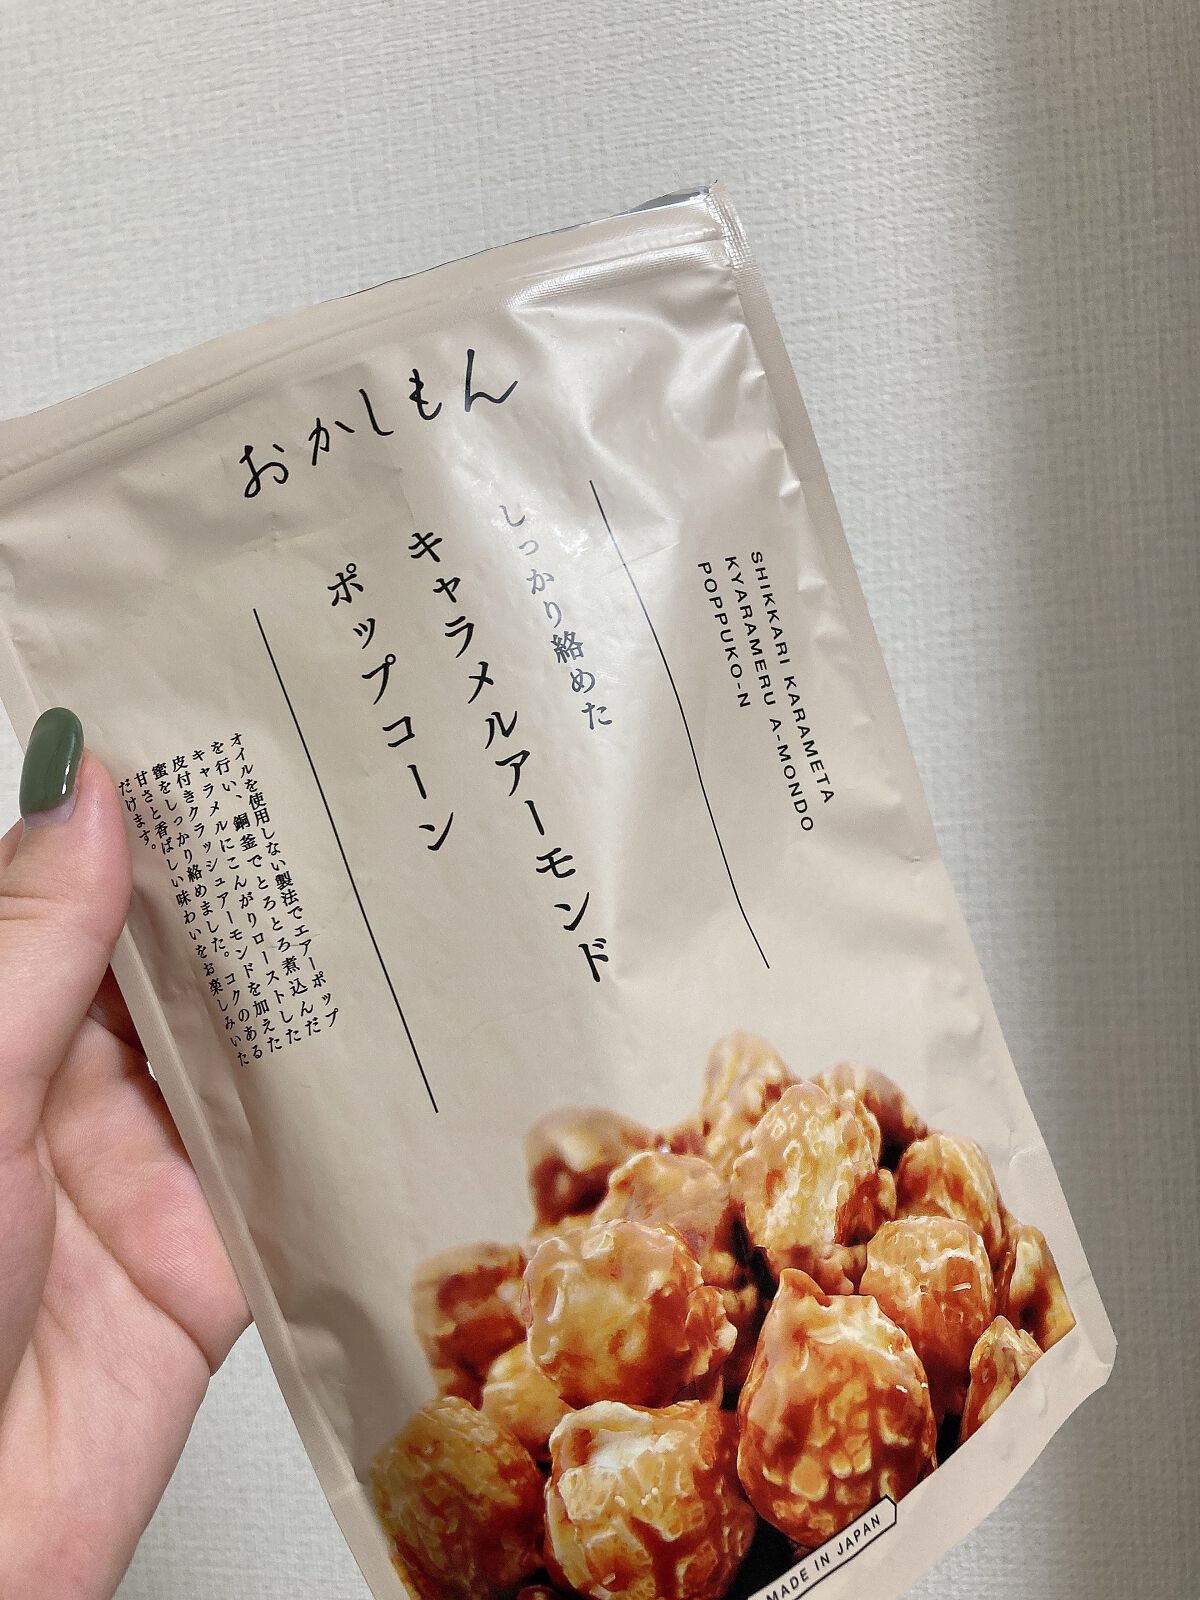 おかしもん
しっかり絡めた
キャラメルアーモンド
ポップコーン
SHIKKARI KARAMETA
KYARAMERU A-MONDO
POPPUKO-N
オイルを使用しない製法でエアーポップ
を行い、銅釜でとろとろ煮込んだ
キャラメルにこんがりローストした
皮付きクラッシュアーモンドを加えた
蜜をしっかり絡めました。コクのある
甘さと香ばしい味わいをお楽しみいた
だけます。
MADE IN JAPAN